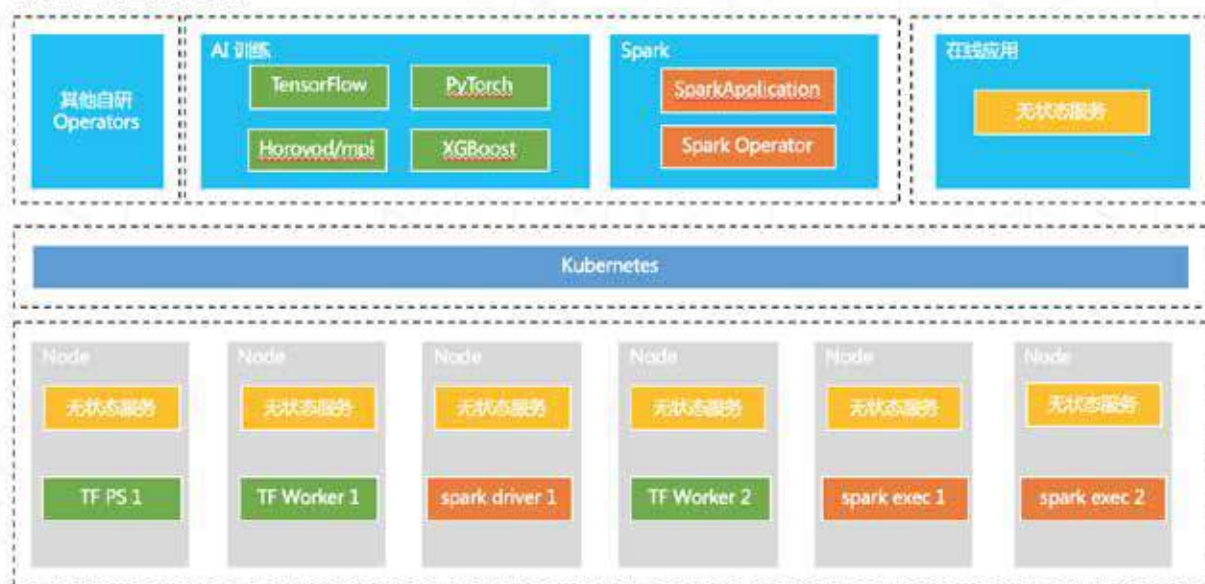 其他自研
Operators
AI 训练
TensorFlow
PyTorch
Horovod/mpi
XGBoost
Spark
SparkApplication
Spark Operator
在线应用
无状态服务
Kubernetes
Node
Node
Node
Node
Node
Node
无状态服务
无状态服务
无状态服务
无状态服务
无状态服务
无状态服务
TF PS 1
TF Worker 1
spark driver 1
TF Worker 2
spark exec 1
spark exec 2